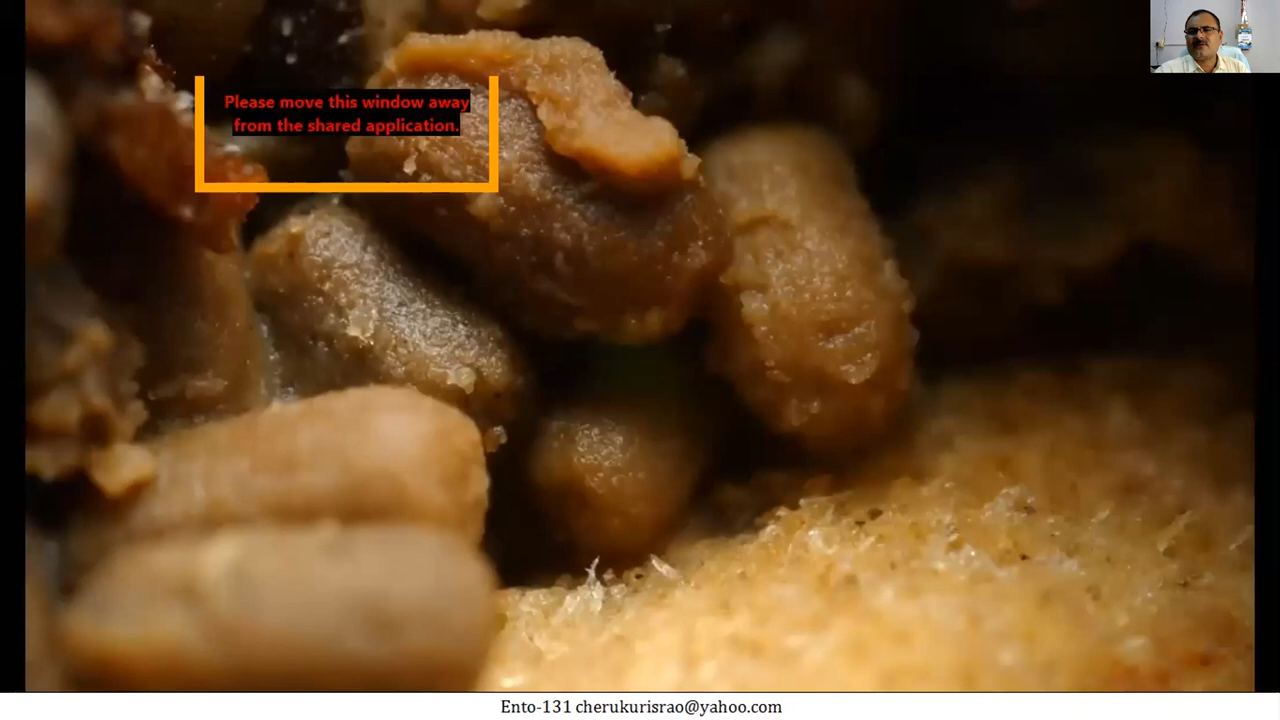 Please move this window away
from the shared application.
Ento-131 cherukurisrao@yahoo.com